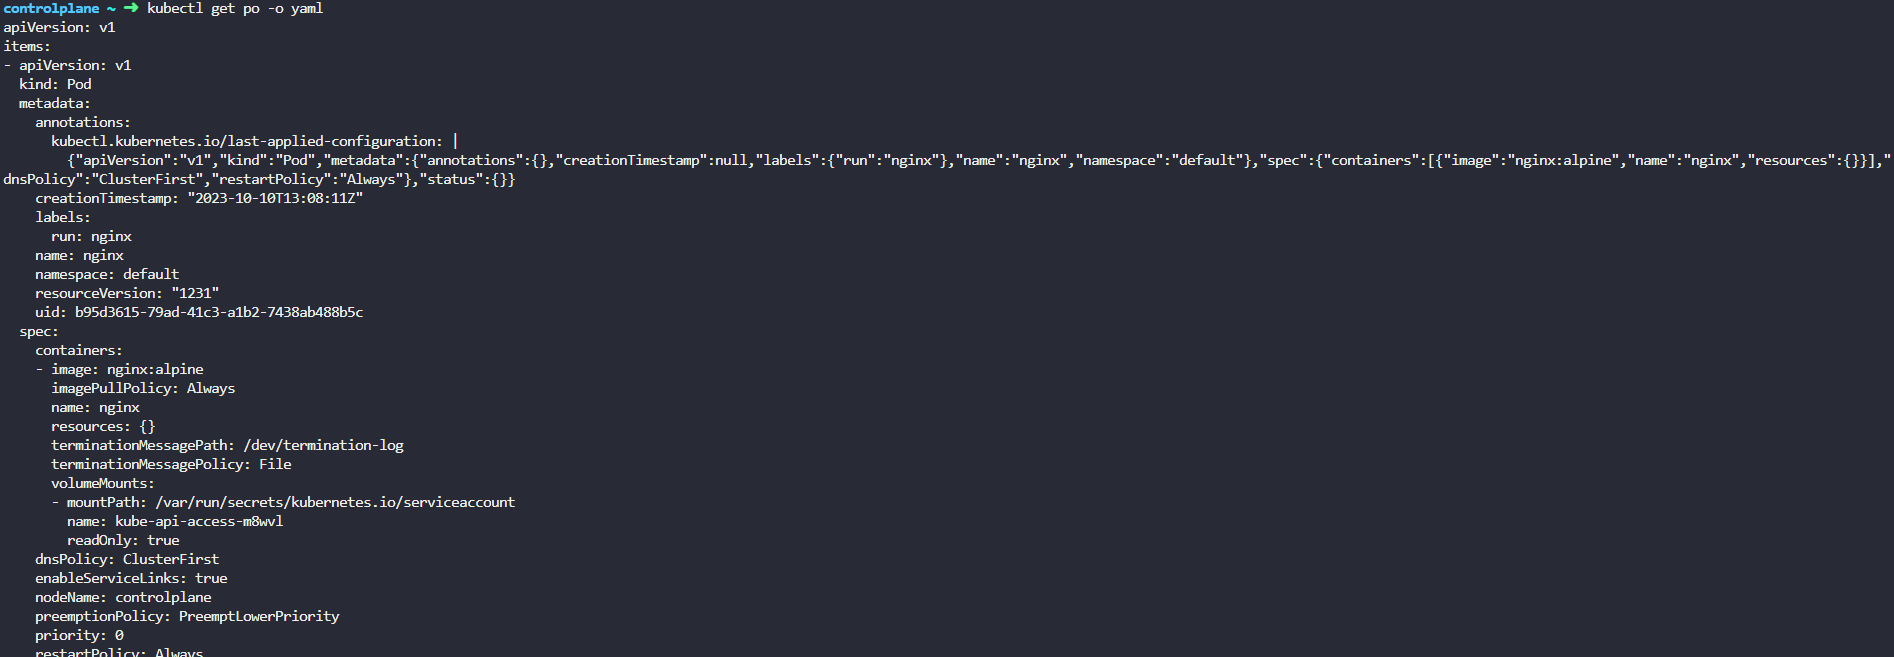 controlplane ~ ➜ kubectl get po -o yaml
apiVersion: v1
items:
- apiVersion: v1
  kind: Pod
  metadata:
    annotations:
      kubectl.kubernetes.io/last-applied-configuration: |
        {"apiVersion":"v1","kind":"Pod","metadata":{"annotations":{},"creationTimestamp":null,"labels":{"run":"nginx"},"name":"nginx","namespace":"default"},"spec":{"containers":[{"image":"nginx:alpine","name":"nginx","resources":{}}],"
dnsPolicy":"ClusterFirst","restartPolicy":"Always"},"status":{}}
    creationTimestamp: "2023-10-10T13:08:11Z"
    labels:
      run: nginx
    name: nginx
    namespace: default
    resourceVersion: "1231"
    uid: b95d3615-79ad-41c3-a1b2-7438ab488b5c
  spec:
    containers:
    - image: nginx:alpine
      imagePullPolicy: Always
      name: nginx
      resources: {}
      terminationMessagePath: /dev/termination-log
      terminationMessagePolicy: File
      volumeMounts:
      - mountPath: /var/run/secrets/kubernetes.io/serviceaccount
        name: kube-api-access-m8wvl
        readOnly: true
    dnsPolicy: ClusterFirst
    enableServiceLinks: true
    nodeName: controlplane
    preemptionPolicy: PreemptLowerPriority
    priority: 0
    restartPolicy: Always